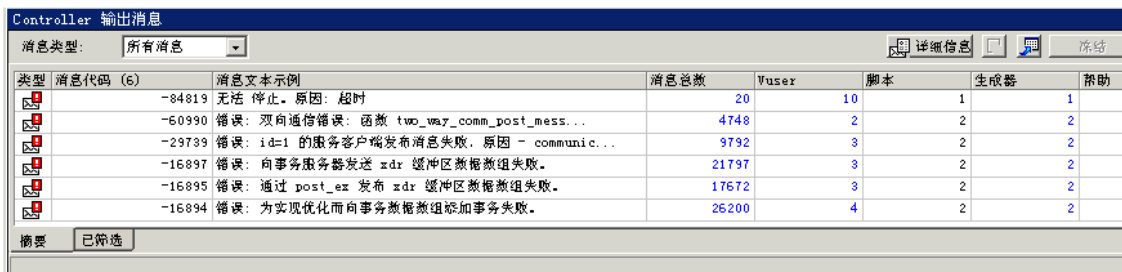 Controller 输出消息
消息类型: 所有消息 详细信息 冻结
类型 消息代码 (6) 消息文本示例 消息总数 Vuser 脚本 生成器 帮助
-84819 无法 停止。原因: 超时 20 10 1 1
-60990 错误: 双向通信错误: 函数 two_way_comm_post_mess... 4748 2 2 2
-29739 错误: id=1 的服务客户端发布消息失败. 原因 - communic... 9792 3 2 2
-16897 错误: 向事务服务器发送 xdr 缓冲区数据数组失败。 21797 3 2 2
-16895 错误: 通过 post_ex 发布 xdr 缓冲区数据数组失败。 17672 3 2 2
-16894 错误: 为实现优化而向事务数据数组添加事务失败。 26200 4 2 2
摘要 已筛选